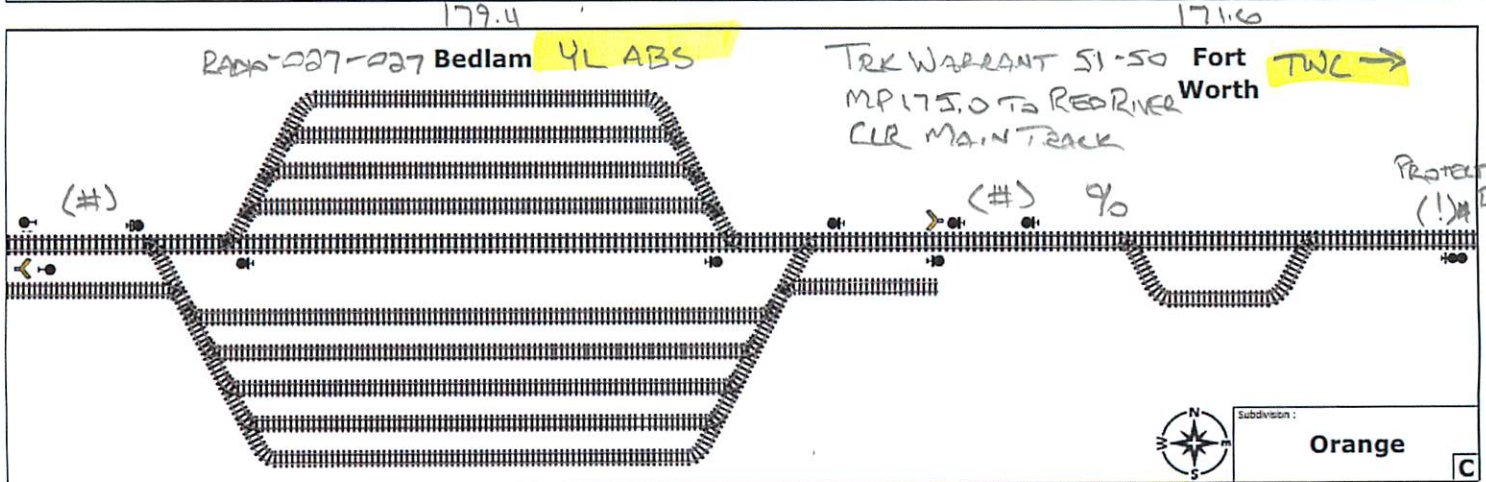 179.4
171.6
RADIO-027-027 Bedlam YL ABS
TRK WARRANT 51-50
MP 175.0 TO RED RIVER
CLR MAIN TRACK
Fort
Worth
TWC →
(#)
(#)
%
PROTECT
(!)#
N
W
E
S
Subdivision :
Orange
C